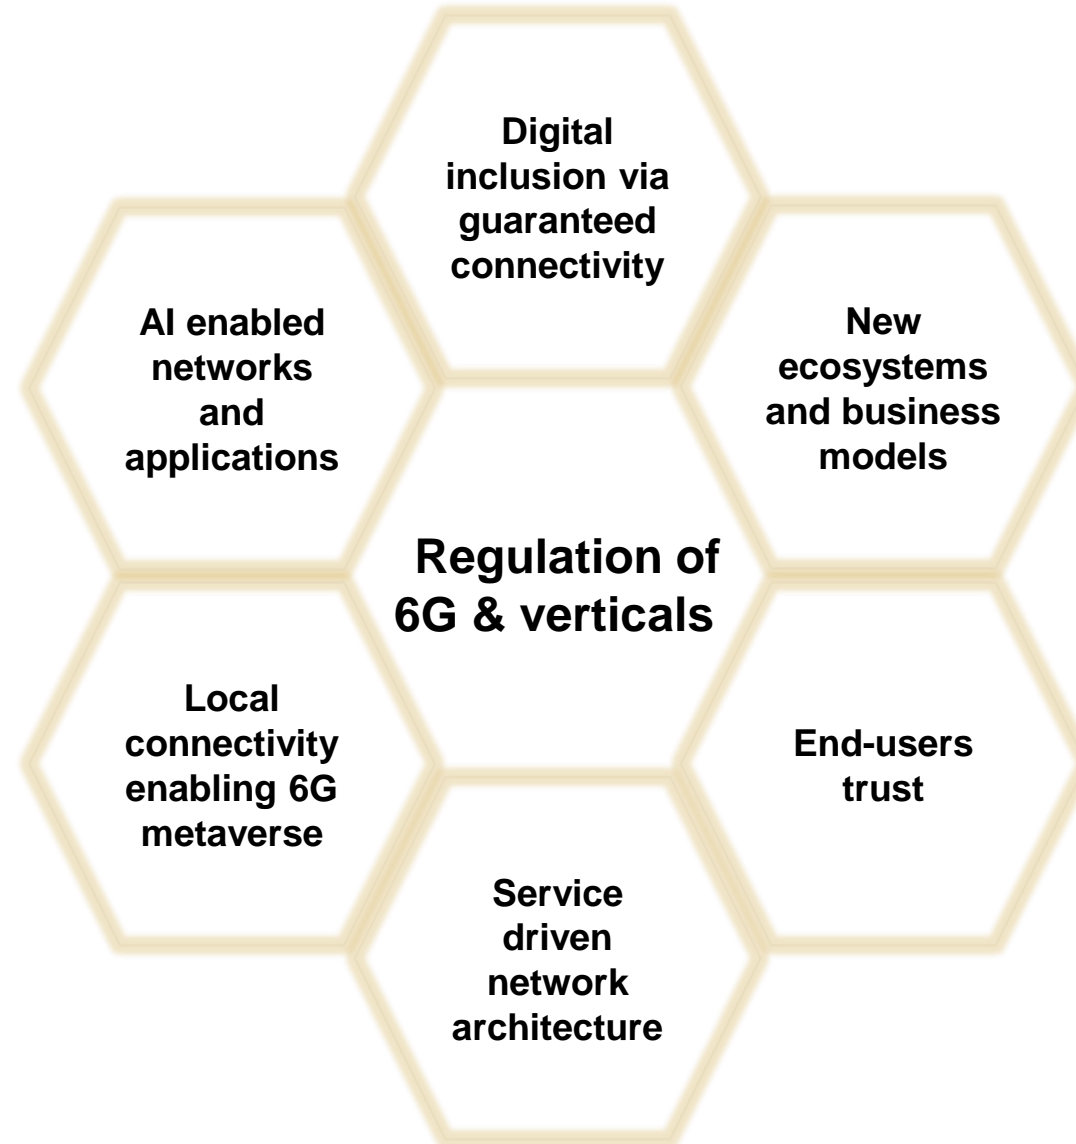 Digital
inclusion via
guaranteed
connectivity
AI enabled
networks
and
applications
New
ecosystems
and business
models
Regulation of
6G & verticals
Local
connectivity
enabling 6G
metaverse
End-users
trust
Service
driven
network
architecture